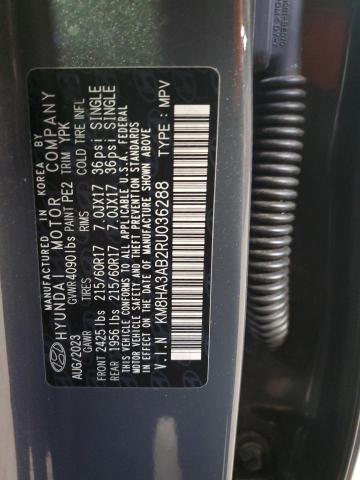 MANUFACTURED IN KOREA BY
HYUNDAI MOTOR COMPANY
AUG/2023 GVWR 4090 lbs PAINT PE2 TRIM YPK
GAWR TIRES RIMS COLD TIRE INFL
FRONT 2425 lbs 215/60R17 7.0JX17 36psi SINGLE
REAR 1956 lbs 215/60R17 7.0JX17 36psi SINGLE
THIS VEHICLE CONFORMS TO ALL APPLICABLE U.S.A. FEDERAL
MOTOR VEHICLE SAFETY, BUMPER, AND THEFT PREVENTION STANDARDS
IN EFFECT ON THE DATE OF MANUFACTURE SHOWN ABOVE.
V.I.N : KM8HA3AB2RU036288 TYPE : MPV